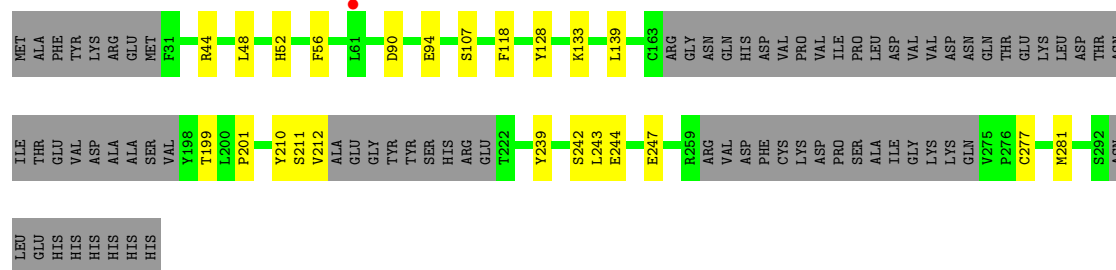 MET ALA PHE TYR LYS ARG GLU MET F31 R44 L48 H52 F56 L61 D90 E94 S107 F118 Y128 K133 L139 C163 ARG GLY ASN GLN HIS ASP VAL PRO VAL ILE PRO LEU ASP VAL VAL ASP ASN GLN THR GLU LYS LEU ASP THR ASN
ILE THR GLU VAL ASP ALA ALA SER VAL Y198 T199 L200 P201 Y210 S211 V212 ALA GLU GLY TYR TYR SER HIS ARG GLU T222 Y239 S242 L243 E244 E247 R259 ARG VAL ASP PHE CYS LYS ASP PRO SER ALA ILE GLY LYS LYS GLN V275 P276 C277 M281 S292 ASN
LEU GLU HIS HIS HIS HIS HIS HIS